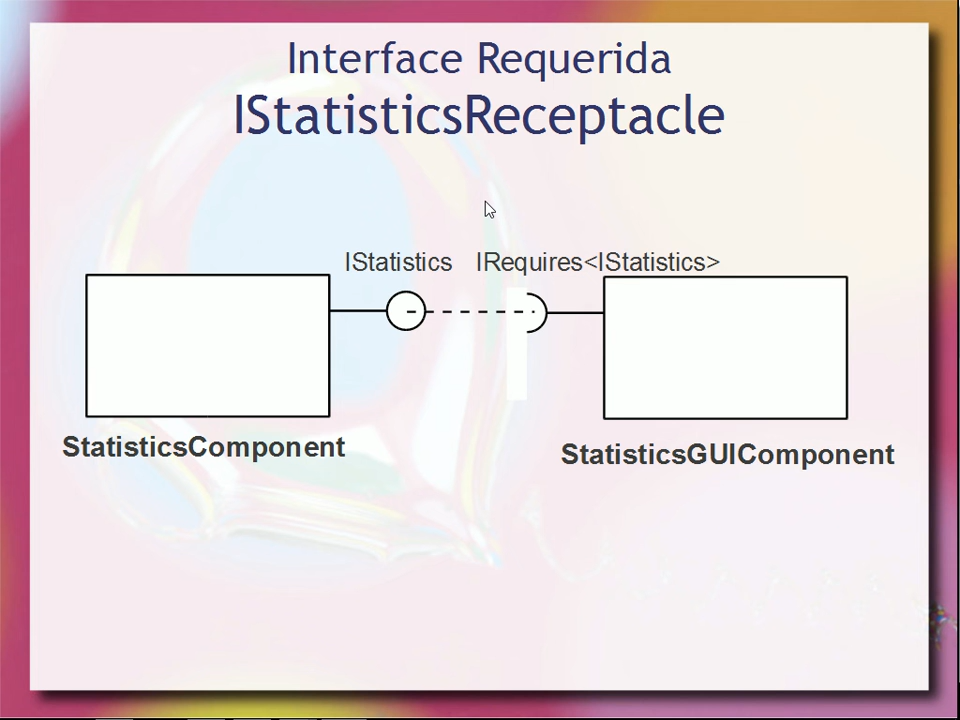 Interface Requerida
IStatisticsReceptacle
IStatistics
IRequires<IStatistics>
StatisticsComponent
StatisticsGUIComponent